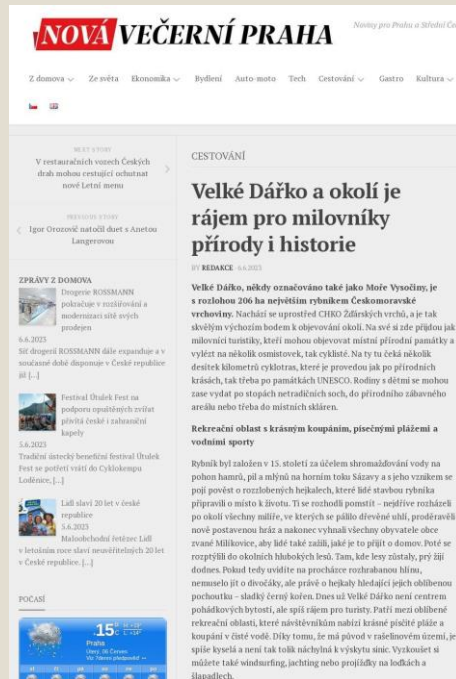 NOVÁ VEČERNÍ PRAHA
Noviny pro Prahu a Střední
Z domova
Ze světa
Ekonomika
Bydlení
Auto-moto
Tech
Cestování
Gastro
Kultura
NEXT STORY
V restauračních vozech Českých
drah mohou cestující ochutnat
nové Letní menu
PREVIOUS STORY
Igor Orozovič natočil duet s Anetou
Langerovou
ZPRÁVY Z DOMOVA
Drogerie ROSSMANN
pokračuje v rozšiřování a
modernizaci sítě svých
prodejen
6.6.2023
Síť drogerií ROSSMANN dále expanduje a v
současné době disponuje v České republice
již [...]
Festival Útulek Fest na
podporu opuštěných zvířat
přivítá české i zahraniční
kapely
5.6.2023
Tradiční ústecký benefiční festival Útulek
Fest se potřetí vrátí do Cyklokempu
Loděnice, [...]
Lidl slaví 20 let v české
republice
5.6.2023
Maloobchodní řetězec Lidl
v letošním roce slaví neuvěřitelných 20 let
v České republice. [...]
POČASÍ
15
Praha
CESTOVÁNÍ
Velké Dářko a okolí je
rájem pro milovníky
přírody i historie
BY REDAKCE · 6.6.2023
Velké Dářko, někdy označováno také jako Moře Vysočiny, je
s rozlohou 206 ha největším rybníkem Českomoravské
vrchoviny. Nachází se uprostřed CHKO Žďárských vrchů, a je tak
skvělým výchozím bodem k objevování okolí. Na své si zde přijdou jak
milovníci turistiky, kteří mohou objevovat místní přírodní památky a
vylézt na několik osmistovek, tak cyklisté. Na ty tu čeká několik
desítek kilometrů cyklotras, které je provedou jak po přírodních
krásách, tak třeba po památkách UNESCO. Rodiny s dětmi se mohou
zase vydat po stopách netradičních soch, do přírodního zábavného
areálu nebo třeba do místních skláren.
Rekreační oblast s krásným koupáním, písečnými plážemi a
vodními sporty
Rybník byl založen v 15. století za účelem shromažďování vody na
pohon hamrů, pil a mlýnů na horním toku Sázavy a s jeho vznikem se
pojí pověst o rozzlobených hejkalech, které lidé stavbou rybníka
připravili o místo k životu. Ti se rozhodli pomstít – nejdříve rozházeli
po okolí všechny milíře, ve kterých se pálilo dřevěné uhlí, proděravěli
nově postavenou hráz a nakonec vyhnali všechny obyvatele obce
zvané Milíkovice, aby lidé také zažili, jaké je to přijít o domov. Poté se
rozptýlili do okolních hlubokých lesů. Tam, kde lesy zůstaly, prý žijí
dodnes. Pokud tedy uvidíte na procházce rozhrabanou hlínu,
nemuselo jít o divočáky, ale právě o hejkaly hledající jejich oblíbenou
pochoutku – sladký černý kořen. Dnes už Velké Dářko není centrem
pohádkových bytostí, ale spíš rájem pro turisty. Patří mezi oblíbené
rekreační oblasti, které návštěvníkům nabízí krásné písčité pláže a
koupání v čisté vodě. Díky tomu, že má původ v rašelinovém území, je
spíše kyselá a není tak tolik náchylná k výskytu sinic. Vyzkoušet si
můžete také windsurfing, jachting nebo projížďky na loďkách a
šlapadlech.